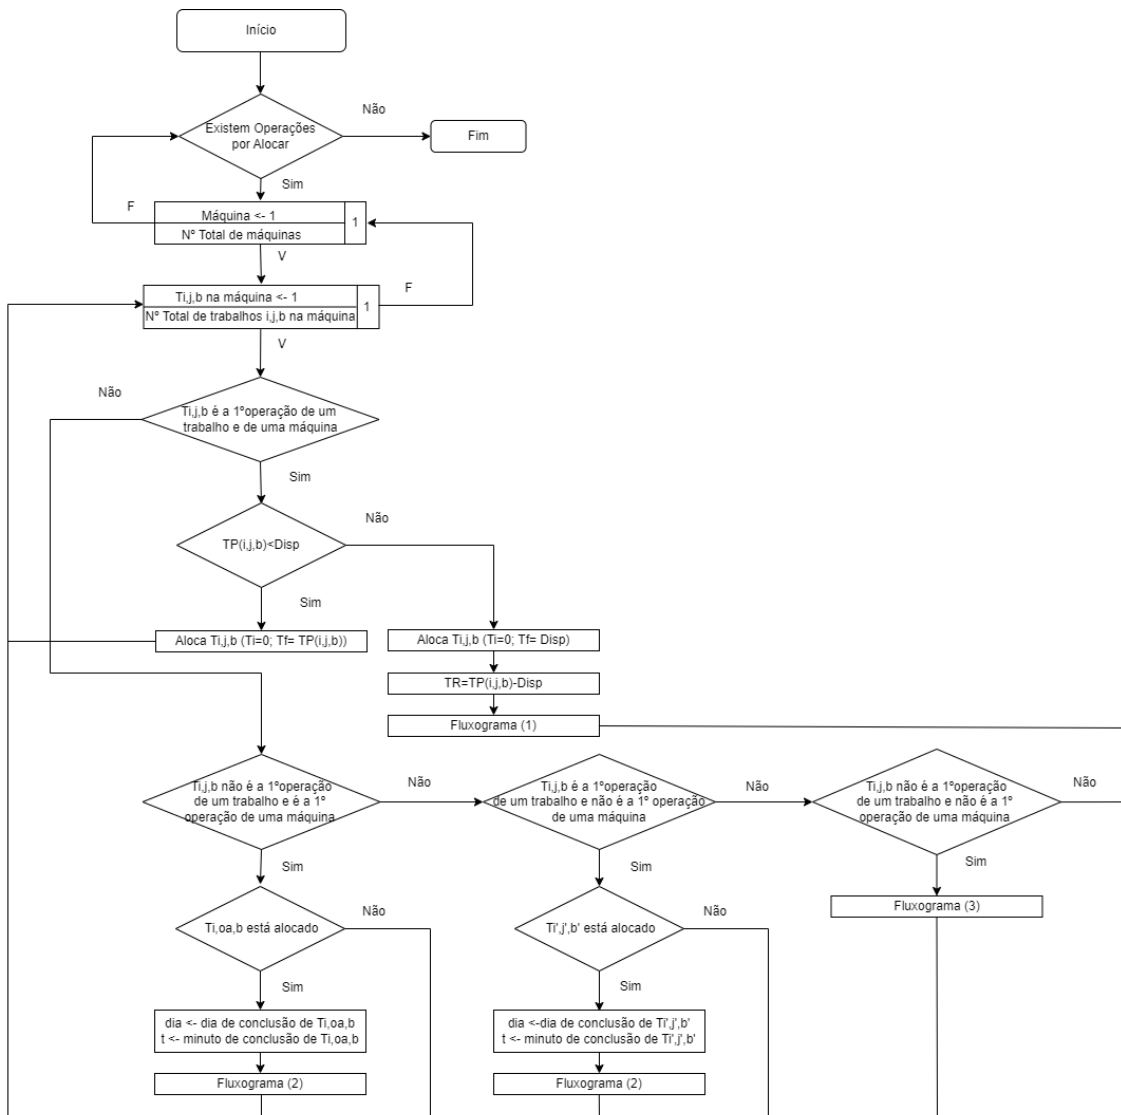 Início
Existem Operações
por Alocar
Não
Fim
Sim
F
Máquina <- 1
Nº Total de máquinas
1
V
Ti,j,b na máquina <- 1
Nº Total de trabalhos i,j,b na máquina
1
F
V
Não
Ti,j,b é a 1ºoperação de um
trabalho e de uma máquina
Sim
Não
TP(i,j,b)<Disp
Sim
Aloca Ti,j,b (Ti=0; Tf= TP(i,j,b))
Aloca Ti,j,b (Ti=0; Tf= Disp)
TR=TP(i,j,b)-Disp
Fluxograma (1)
Ti,j,b não é a 1ºoperação
de um trabalho e é a 1º
operação de uma máquina
Não
Ti,j,b é a 1ºoperação
de um trabalho e não é a 1º operação
de uma máquina
Não
Ti,j,b não é a 1ºoperação
de um trabalho e não é a 1º
operação de uma máquina
Não
Sim
Sim
Sim
Fluxograma (3)
Ti,oa,b está alocado
Não
Ti',j',b' está alocado
Não
Sim
Sim
dia <- dia de conclusão de Ti,oa,b
t <- minuto de conclusão de Ti,oa,b
dia <-dia de conclusão de Ti',j',b'
t <- minuto de conclusão de Ti',j',b'
Fluxograma (2)
Fluxograma (2)